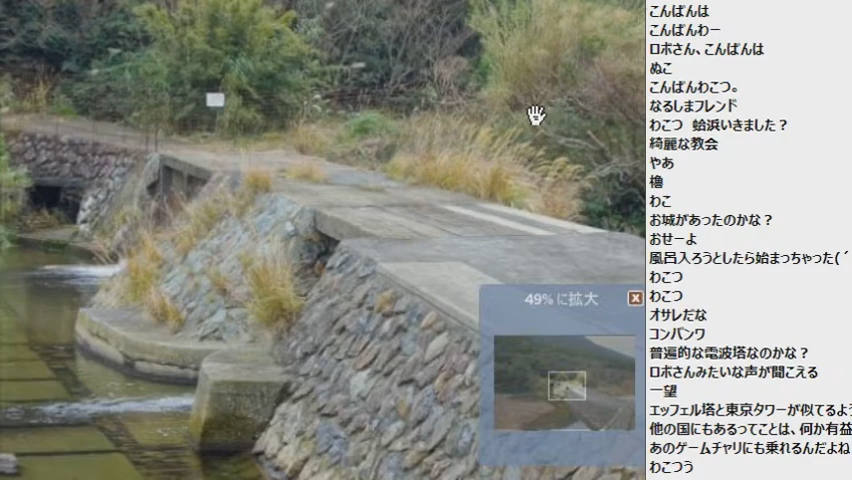 49%に拡大
こんばんは
こんばんわー
ロボさん、こんばんは
ぬこ
こんばんわこつ。
なるしまフレンド
わこつ 蛤浜いきました？
綺麗な教会
やあ
櫓
わこ
お城があったのかな？
おせーよ
風呂入ろうとしたら始まっちゃった(´
わこつ
わこつ
オサレだな
コンバンワ
普遍的な電波塔なのかな？
ロボさんみたいな声が聞こえる
一望
エッフェル塔と東京タワーが似てるよう
他の国にもあるってことは、何か有益
あのゲームチャリにも乗れるんだよね
わこつう